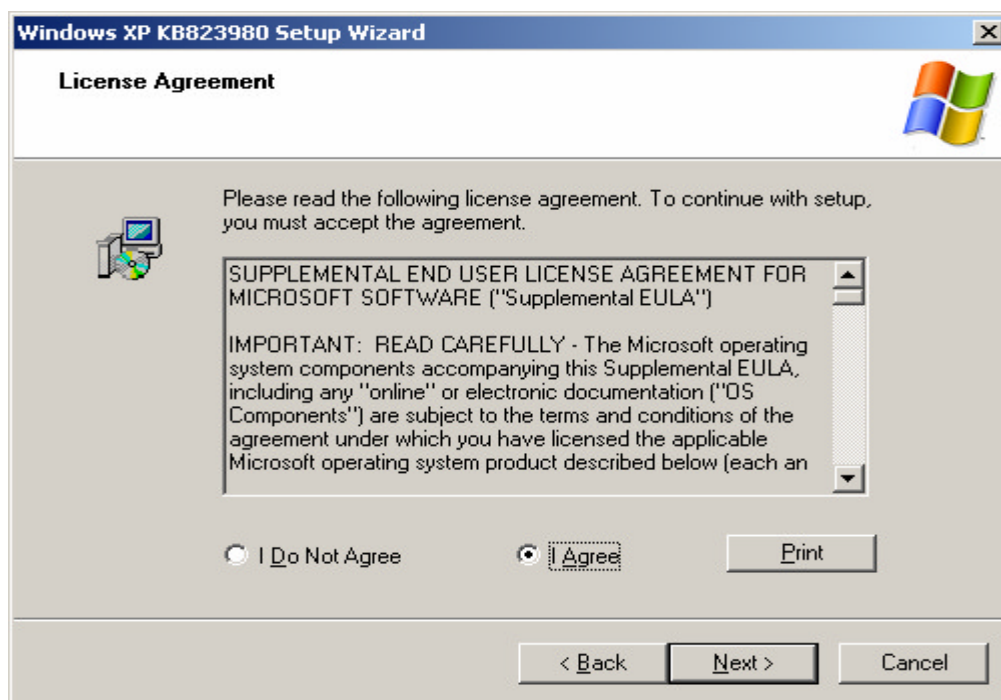 Windows XP KB823980 Setup Wizard
License Agreement
Please read the following license agreement. To continue with setup,
you must accept the agreement.
SUPPLEMENTAL END USER LICENSE AGREEMENT FOR
MICROSOFT SOFTWARE ("Supplemental EULA")
IMPORTANT:  READ CAREFULLY - The Microsoft operating
system components accompanying this Supplemental EULA,
including any "online" or electronic documentation ("OS
Components") are subject to the terms and conditions of the
agreement under which you have licensed the applicable
Microsoft operating system product described below (each an
I Do Not Agree
I Agree
Print
< Back
Next >
Cancel